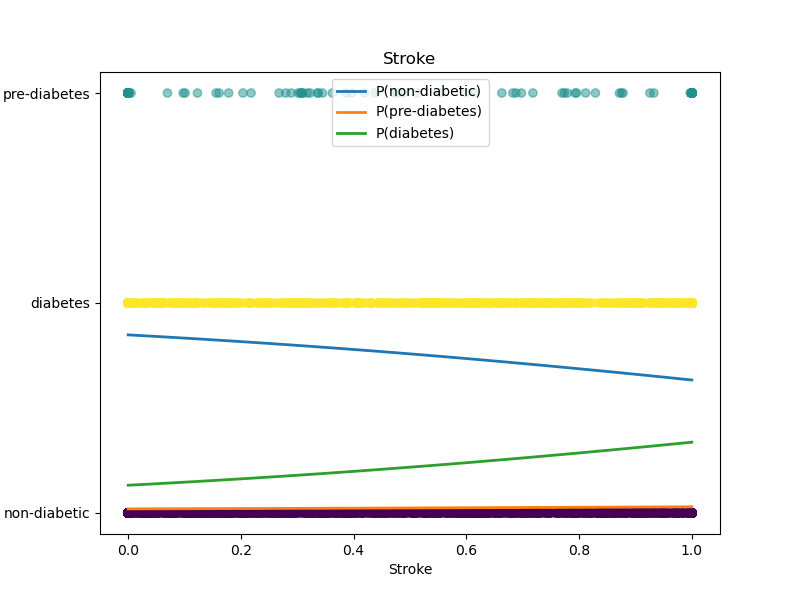 Stroke
pre-diabetes
P(non-diabetic)
P(pre-diabetes)
P(diabetes)
diabetes
non-diabetic
0.0 0.2 0.4 0.6 0.8 1.0
Stroke